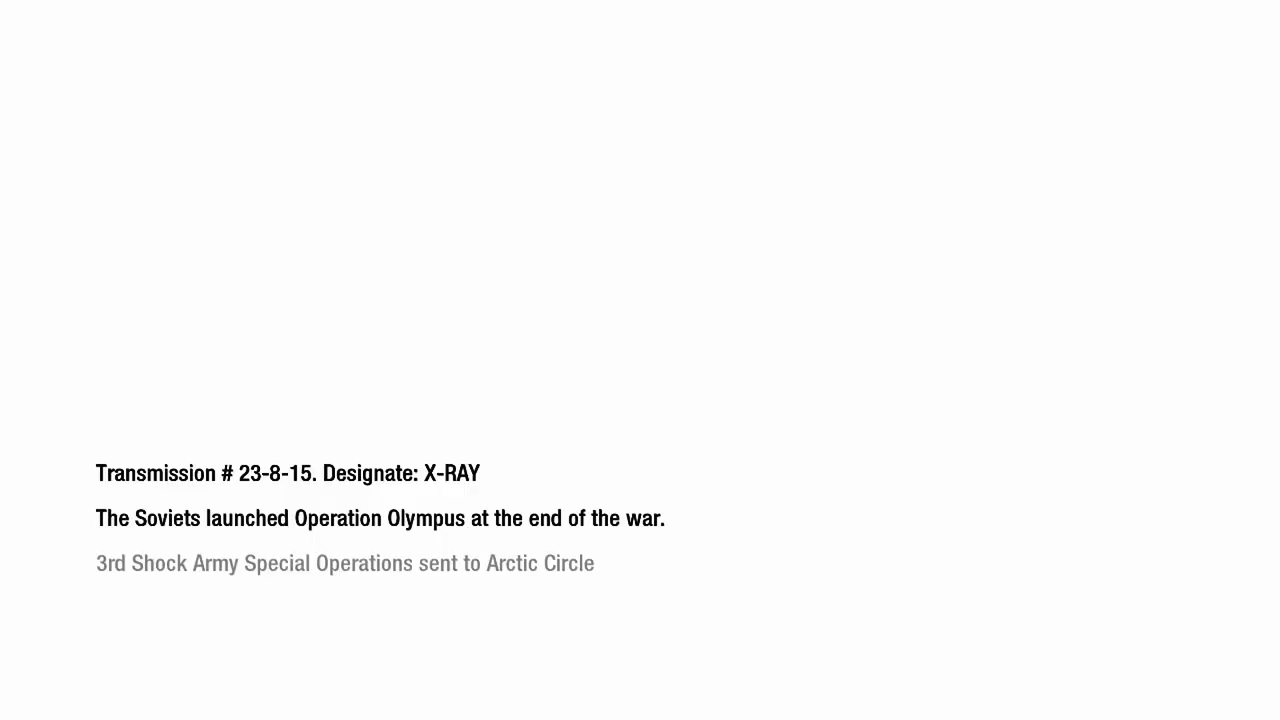 Transmission # 23-8-15. Designate: X-RAY
The Soviets launched Operation Olympus at the end of the war.
3rd Shock Army Special Operations sent to Arctic Circle